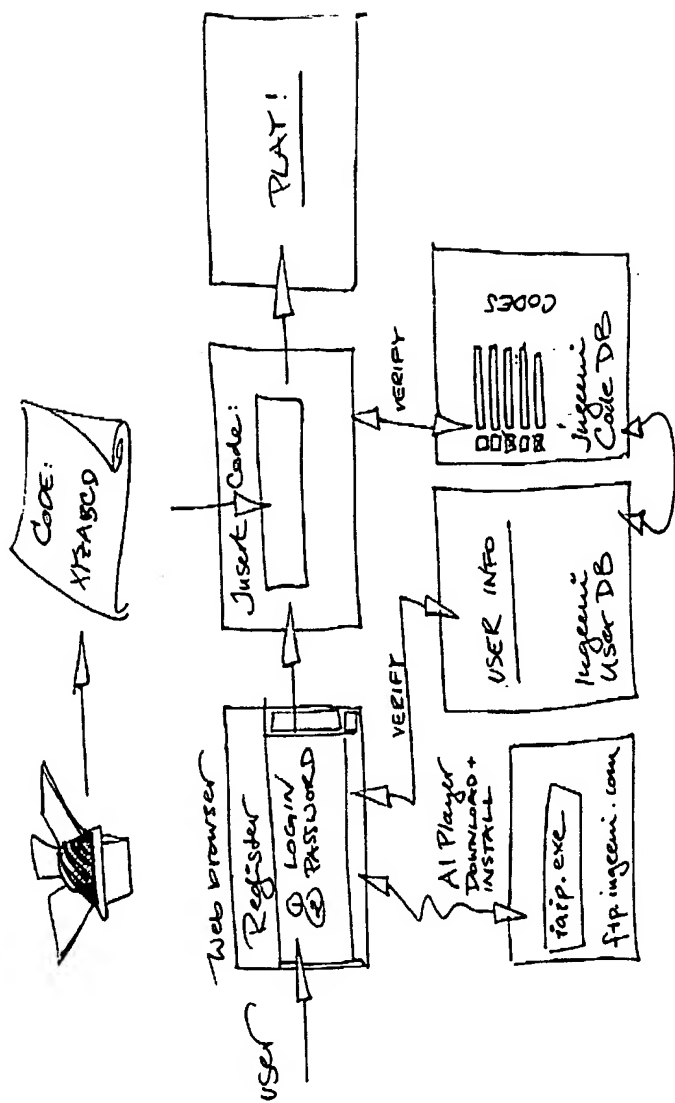 CODE:
XYZABCD
USER
Web browser
Register
① LOGIN
② PASSWORD
Insert Code:
PLAY!
VERIFY
VERIFY
AI Player
DOWNLOAD+
INSTALL
iaip.exe
ftp.ingeeni.com
USER INFO
Ingeeni
User DB
CODES
Ingeeni
Code DB